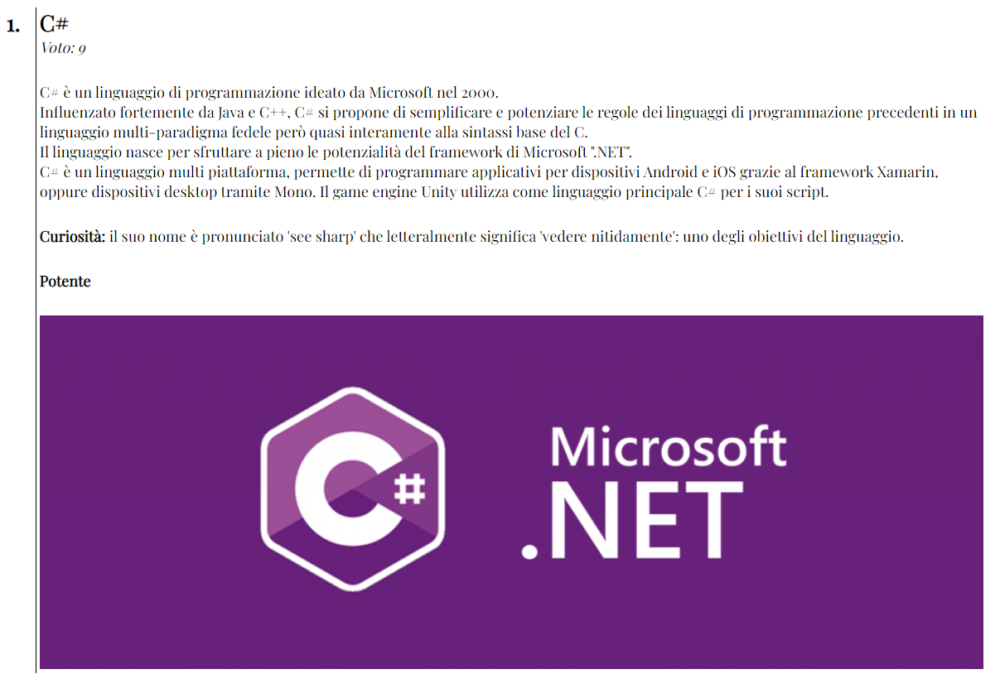 1. C#
Voto: 9
C# è un linguaggio di programmazione ideato da Microsoft nel 2000.
Influenzato fortemente da Java e C++, C# si propone di semplificare e potenziare le regole dei linguaggi di programmazione precedenti in un
linguaggio multi-paradigma fedele però quasi interamente alla sintassi base del C.
Il linguaggio nasce per sfruttare a pieno le potenzialità del framework di Microsoft ".NET".
C# è un linguaggio multi piattaforma, permette di programmare applicativi per dispositivi Android e iOS grazie al framework Xamarin,
oppure dispositivi desktop tramite Mono. Il game engine Unity utilizza come linguaggio principale C# per i suoi script.
Curiosità: il suo nome è pronunciato 'see sharp' che letteralmente significa 'vedere nitidamente': uno degli obiettivi del linguaggio.
Potente
C#
Microsoft
.NET